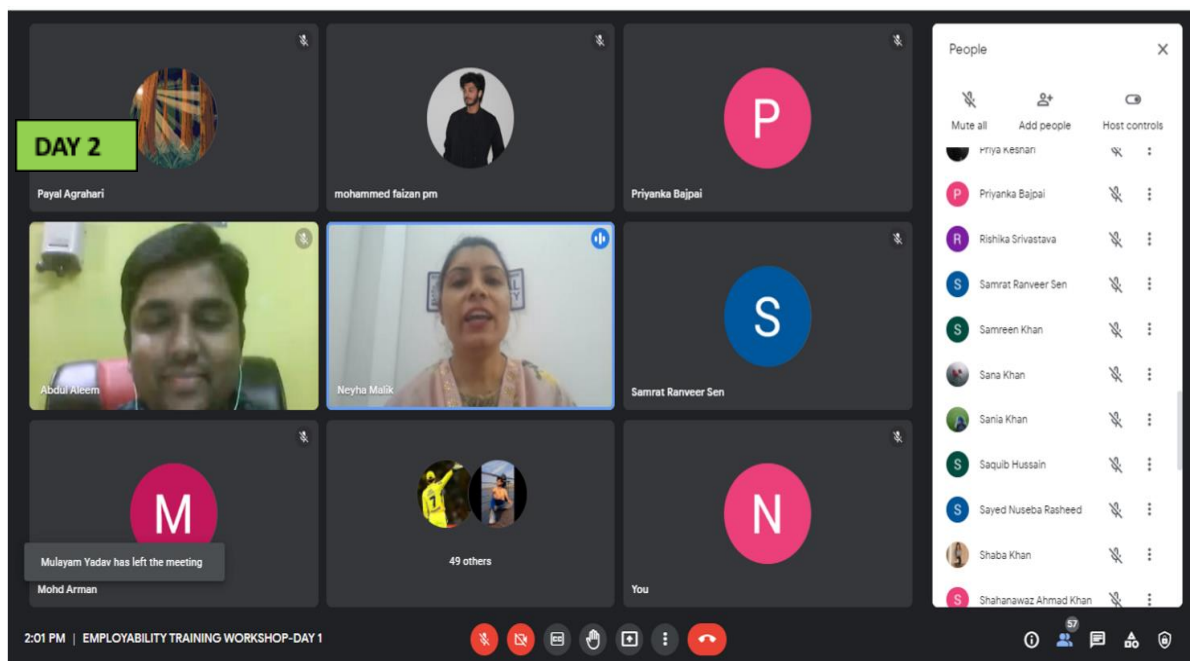 DAY 2
Payal Agrahari
mohammed faizan pm
P
Priyanka Bajpai
Abdul Aleem
Neyha Malik
S
Samrat Ranveer Sen
M
Mulayam Yadav has left the meeting
Mohd Arman
7
49 others
N
You
People
Mute all
Add people
Host controls
Priya Keshari
P Priyanka Bajpai
R Rishika Srivastava
S Samrat Ranveer Sen
S Samreen Khan
Sana Khan
Sania Khan
S Saquib Hussain
S Sayed Nuseba Rasheed
Shaba Khan
S Shahanawaz Ahmad Khan
2:01 PM | EMPLOYABILITY TRAINING WORKSHOP-DAY 1
CC
57